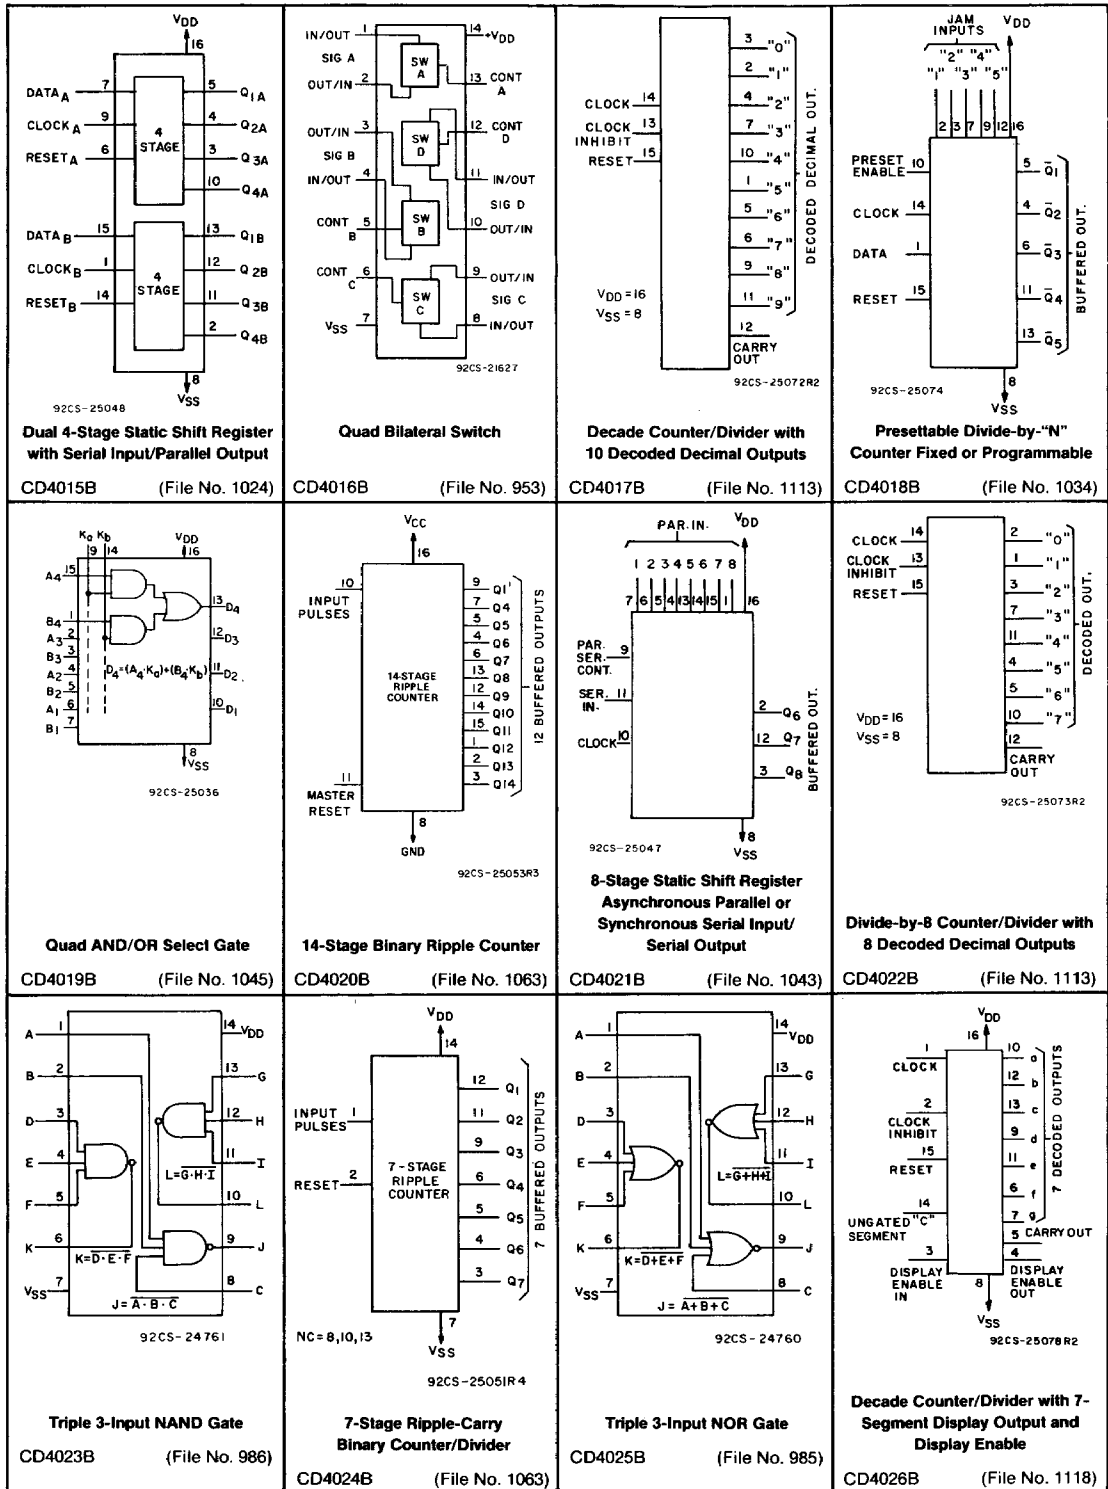 VDD
16
DATAA 7 5 Q1A
CLOCKA 9 4 Q2A
4 STAGE
RESETA 6 3 Q3A
10 Q4A
DATAB 15 13 Q1B
CLOCKB 1 12 Q2B
4 STAGE
RESETB 14 11 Q3B
2 Q4B
8
VSS
92CS-25048
Dual 4-Stage Static Shift Register
with Serial Input/Parallel Output
CD4015B (File No. 1024)
IN/OUT 1 14 +VDD
SIG A SW A
OUT/IN 2 13 CONT A
OUT/IN 3 SW D 12 CONT D
SIG B
IN/OUT 4 11 IN/OUT
SIG D
CONT B 5 SW B 10 OUT/IN
CONT C 6 9 OUT/IN
SW C SIG C
VSS 7 8 IN/OUT
92CS-21627
Quad Bilateral Switch
CD4016B (File No. 953)
3 "0"
2 "1"
CLOCK 14 4 "2"
CLOCK INHIBIT 13 7 "3"
RESET 15 10 "4"
1 "5"
5 "6"
6 "7"
9 "8"
11 "9"
DECODED DECIMAL OUT.
VDD=16
VSS=8
12
CARRY OUT
92CS-25072R2
Decade Counter/Divider with
10 Decoded Decimal Outputs
CD4017B (File No. 1113)
JAM INPUTS VDD
"2" "4"
"1" "3" "5"
2 3 7 9 12 16
PRESET ENABLE 10 5 Q̅1
CLOCK 14 4 Q̅2
DATA 1 6 Q̅3
RESET 15 11 Q̅4
13 Q̅5
BUFFERED OUT.
8
VSS
92CS-25074
Presettable Divide-by-“N”
Counter Fixed or Programmable
CD4018B (File No. 1034)
Ka Kb VDD
9 14 16
A4 15
13 D4
B4 1
A3 2 12 D3
B3 3
D4=(A4·Ka)+(B4·Kb)
A2 4 11 D2
B2 5
A1 6 10 D1
B1 7
8
VSS
92CS-25036
Quad AND/OR Select Gate
CD4019B (File No. 1045)
VCC
16
10 INPUT PULSES
14-STAGE RIPPLE COUNTER
9 Q1'
7 Q4
5 Q5
4 Q6
6 Q7
13 Q8
12 Q9
14 Q10
15 Q11
1 Q12
2 Q13
3 Q14
12 BUFFERED OUTPUTS
11 MASTER RESET
8
GND
92CS-25053R3
14-Stage Binary Ripple Counter
CD4020B (File No. 1063)
PAR. IN. VDD
1 2 3 4 5 6 7 8
7 6 5 4 13 14 15 1 16
PAR. SER. CONT. 9
SER. IN. 11
CLOCK 10
2 Q6
12 Q7
3 Q8
BUFFERED OUT.
8
VSS
92CS-25047
8-Stage Static Shift Register
Asynchronous Parallel or
Synchronous Serial Input/
Serial Output
CD4021B (File No. 1043)
CLOCK 14 2 "0"
CLOCK INHIBIT 13 1 "1"
RESET 15 3 "2"
7 "3"
11 "4"
4 "5"
5 "6"
10 "7"
DECODED OUT.
VDD=16
VSS=8
12
CARRY OUT
92CS-25073R2
Divide-by-8 Counter/Divider with
8 Decoded Decimal Outputs
CD4022B (File No. 1113)
A 1 14 VDD
B 2 13 G
D 3 12 H
E 4 11 I
L=G·H·I
F 5 10 L
K 6 9 J
K=D·E·F
VSS 7 8 C
J=A·B·C
92CS-24761
Triple 3-Input NAND Gate
CD4023B (File No. 986)
VDD
14
INPUT PULSES 1
RESET 2
7-STAGE RIPPLE COUNTER
12 Q1
11 Q2
9 Q3
6 Q4
5 Q5
4 Q6
3 Q7
7 BUFFERED OUTPUTS
7
NC=8,10,13
VSS
92CS-25051R4
7-Stage Ripple-Carry
Binary Counter/Divider
CD4024B (File No. 1063)
A 1 14 VDD
B 2 13 G
D 3 12 H
E 4 11 I
L=G+H+I
F 5 10 L
K 6 9 J
K=D+E+F
VSS 7 8 C
J=A+B+C
92CS-24760
Triple 3-Input NOR Gate
CD4025B (File No. 985)
VDD
16
1 CLOCK 10 a
12 b
2 CLOCK INHIBIT 13 c
9 d
15 RESET 11 e
6 f
14 UNGATED "C" SEGMENT 7 g
7 DECODED OUTPUTS
5 CARRY OUT
3 DISPLAY ENABLE IN
4 DISPLAY ENABLE OUT
8
VSS
92CS-25078R2
Decade Counter/Divider with 7-
Segment Display Output and
Display Enable
CD4026B (File No. 1118)